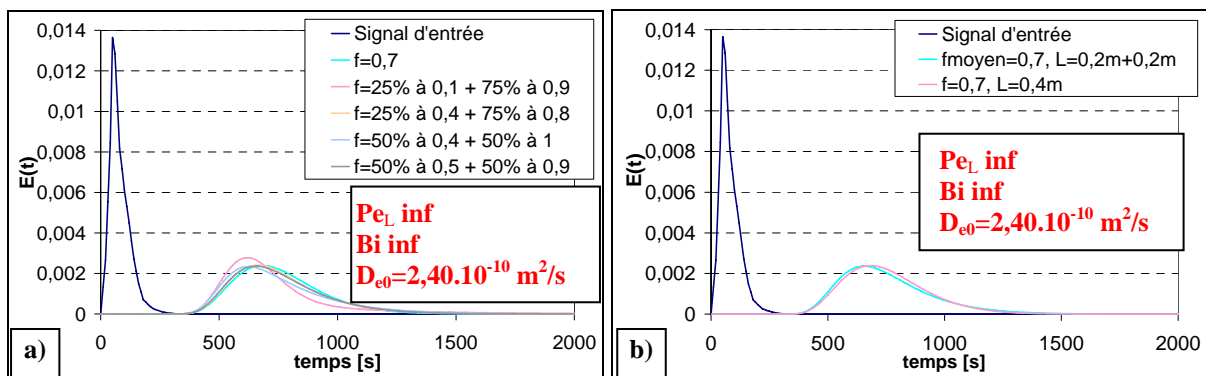 0,014
0,012
0,01
0,008
0,006
0,004
0,002
0
E(t)
Signal d'entrée
f=0,7
f=25% à 0,1 + 75% à 0,9
f=25% à 0,4 + 75% à 0,8
f=50% à 0,4 + 50% à 1
f=50% à 0,5 + 50% à 0,9
Pe_L inf
Bi inf
D_e0=2,40.10^-10 m²/s
0 500 1000 1500 2000
temps [s]
a)
0,014
0,012
0,01
0,008
0,006
0,004
0,002
0
E(t)
Signal d'entrée
fmoyen=0,7, L=0,2m+0,2m
f=0,7, L=0,4m
Pe_L inf
Bi inf
D_e0=2,40.10^-10 m²/s
0 500 1000 1500 2000
temps [s]
b)